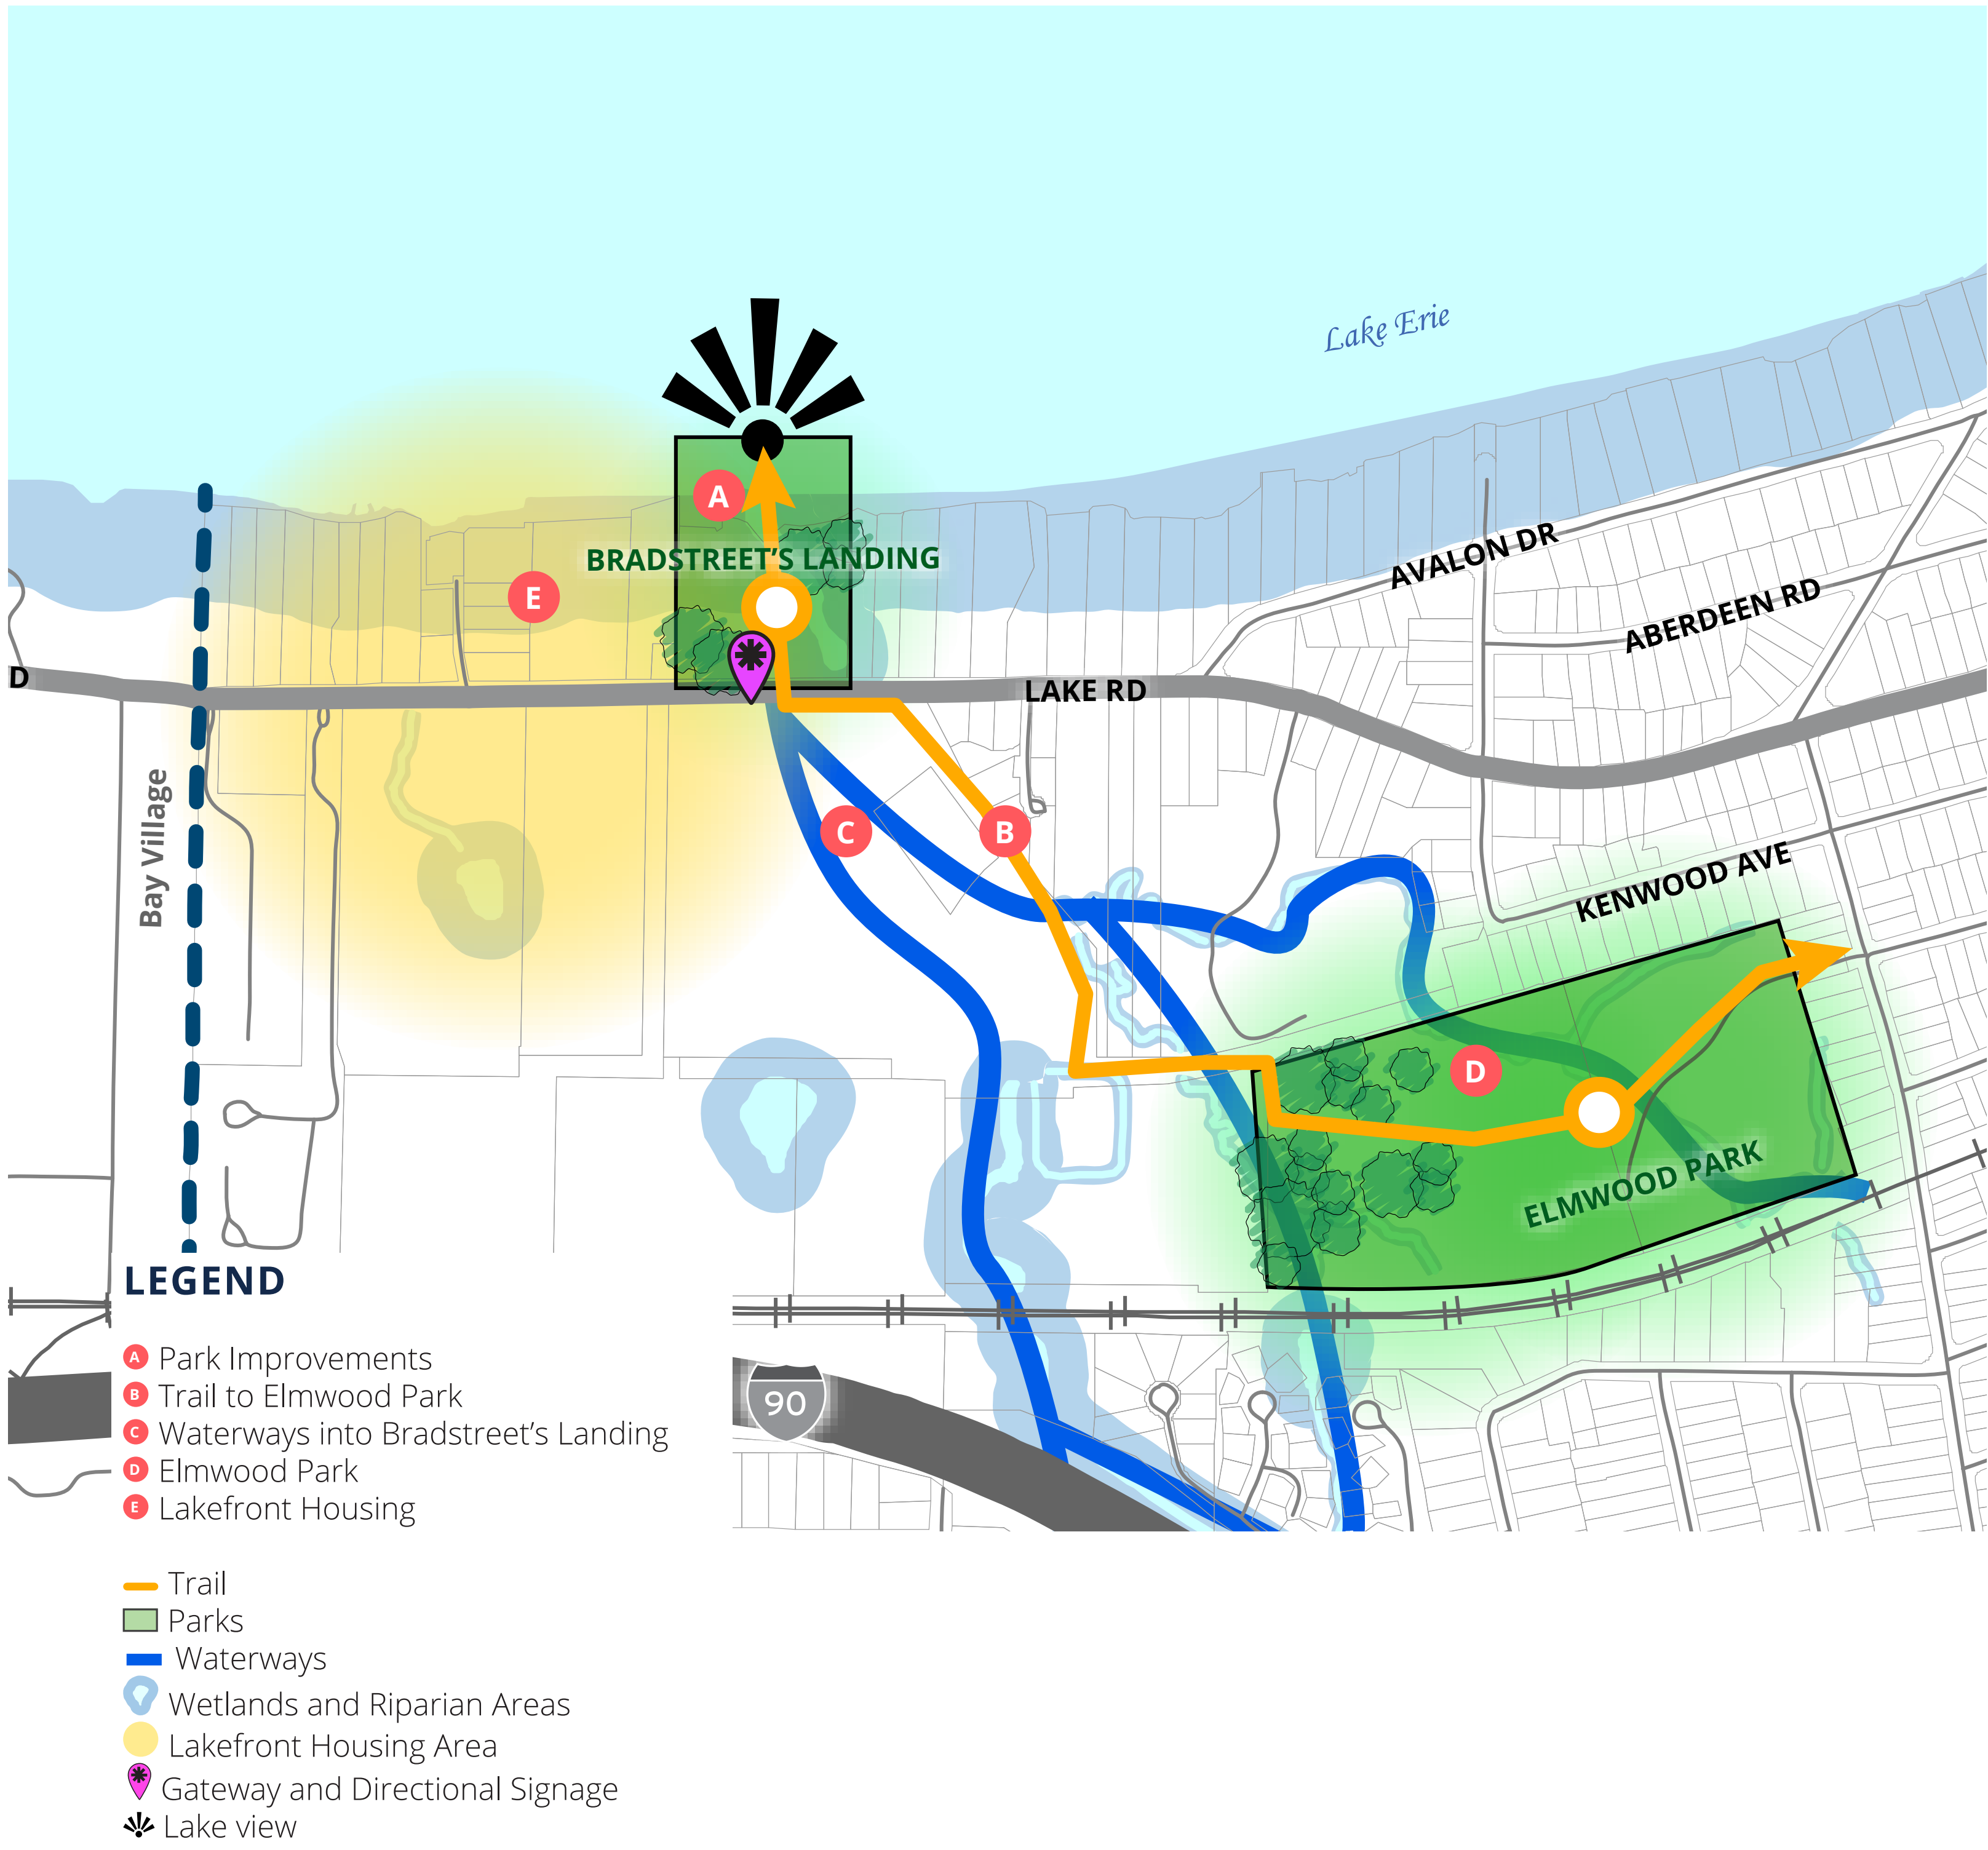 Lake Erie
A
BRADSTREET'S LANDING
E
AVALON DR
ABERDEEN RD
D
LAKE RD
Bay Village
C
B
KENWOOD AVE
D
ELMWOOD PARK
90
LEGEND
A Park Improvements
B Trail to Elmwood Park
C Waterways into Bradstreet's Landing
D Elmwood Park
E Lakefront Housing
Trail
Parks
Waterways
Wetlands and Riparian Areas
Lakefront Housing Area
Gateway and Directional Signage
Lake view